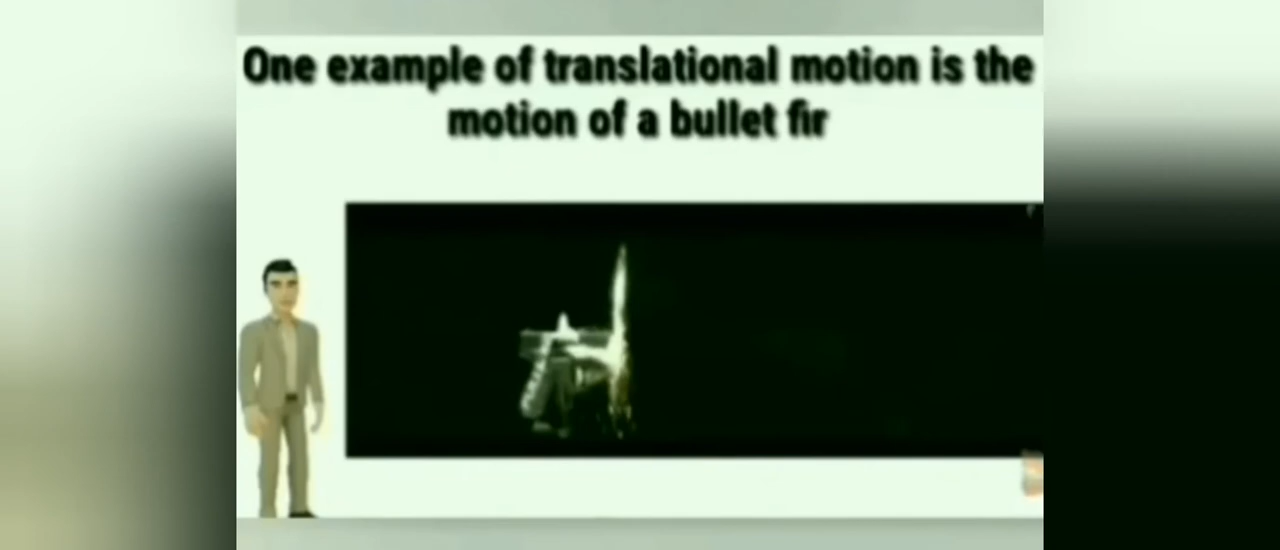 One example of translational motion is the
motion of a bullet fir